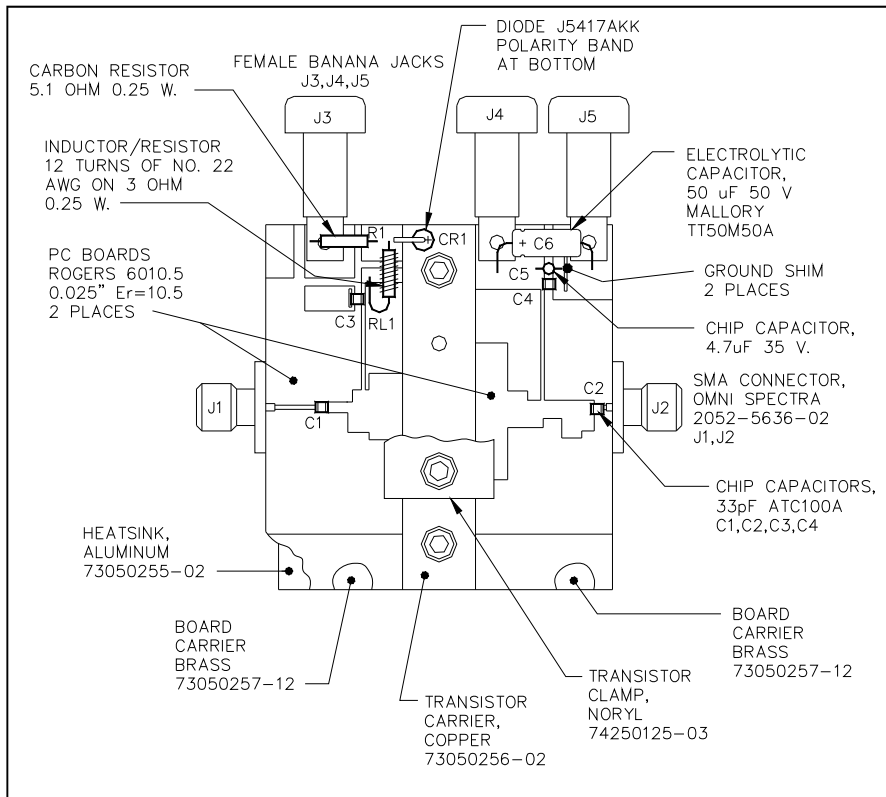 DIODE J5417AKK
POLARITY BAND
AT BOTTOM
CARBON RESISTOR
5.1 OHM 0.25 W.
FEMALE BANANA JACKS
J3,J4,J5
INDUCTOR/RESISTOR
12 TURNS OF NO. 22
AWG ON 3 OHM
0.25 W.
J3
J4
J5
ELECTROLYTIC
CAPACITOR,
50 uF 50 V
MALLORY
TT50M50A
R1
CR1
+ C6
C5
C4
PC BOARDS
ROGERS 6010.5
0.025" Er=10.5
2 PLACES
GROUND SHIM
2 PLACES
C3
RL1
CHIP CAPACITOR,
4.7uF 35 V.
SMA CONNECTOR,
OMNI SPECTRA
2052-5636-02
J1,J2
J1
C1
C2
J2
CHIP CAPACITORS,
33pF ATC100A
C1,C2,C3,C4
HEATSINK,
ALUMINUM
73050255-02
BOARD
CARRIER
BRASS
73050257-12
TRANSISTOR
CARRIER,
COPPER
73050256-02
TRANSISTOR
CLAMP,
NORYL
74250125-03
BOARD
CARRIER
BRASS
73050257-12